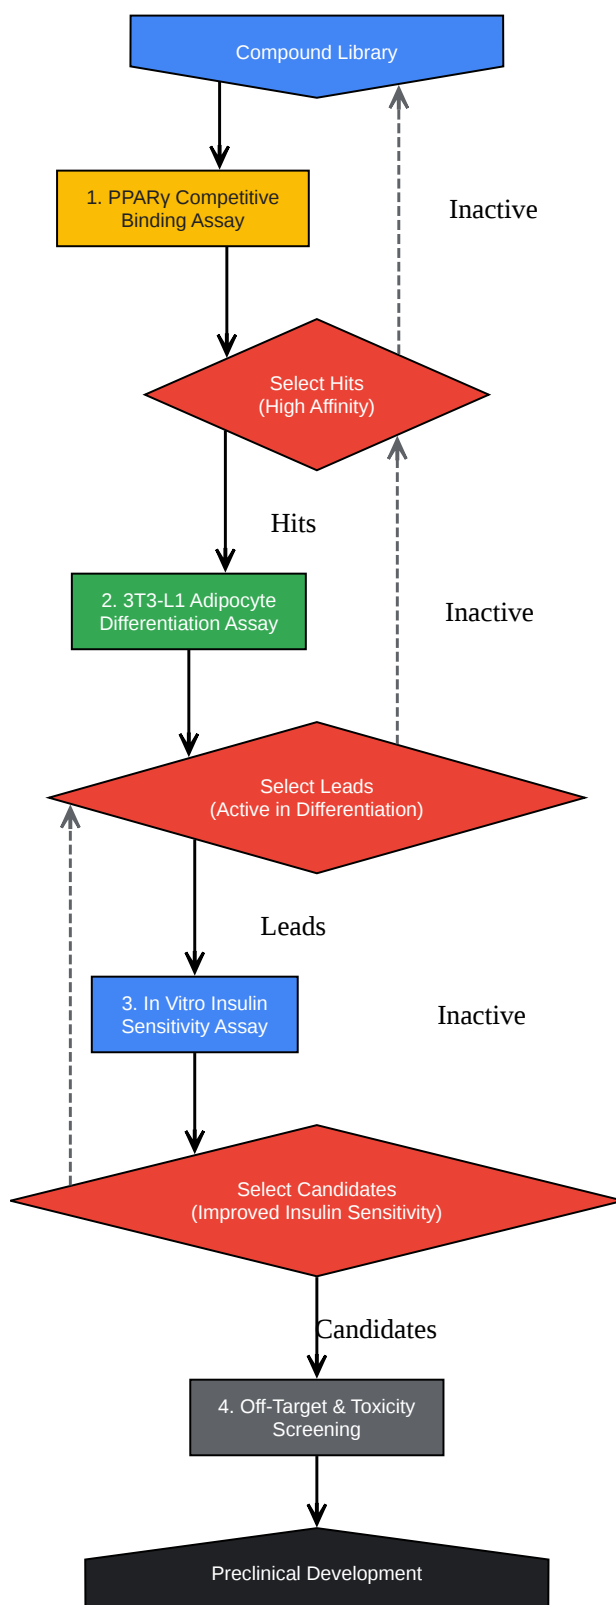 Compound Library
1. PPARγ Competitive
Binding Assay
Inactive
Select Hits
(High Affinity)
Hits
2. 3T3-L1 Adipocyte
Differentiation Assay
Inactive
Select Leads
(Active in Differentiation)
Leads
3. In Vitro Insulin
Sensitivity Assay
Inactive
Select Candidates
(Improved Insulin Sensitivity)
Candidates
4. Off-Target & Toxicity
Screening
Preclinical Development